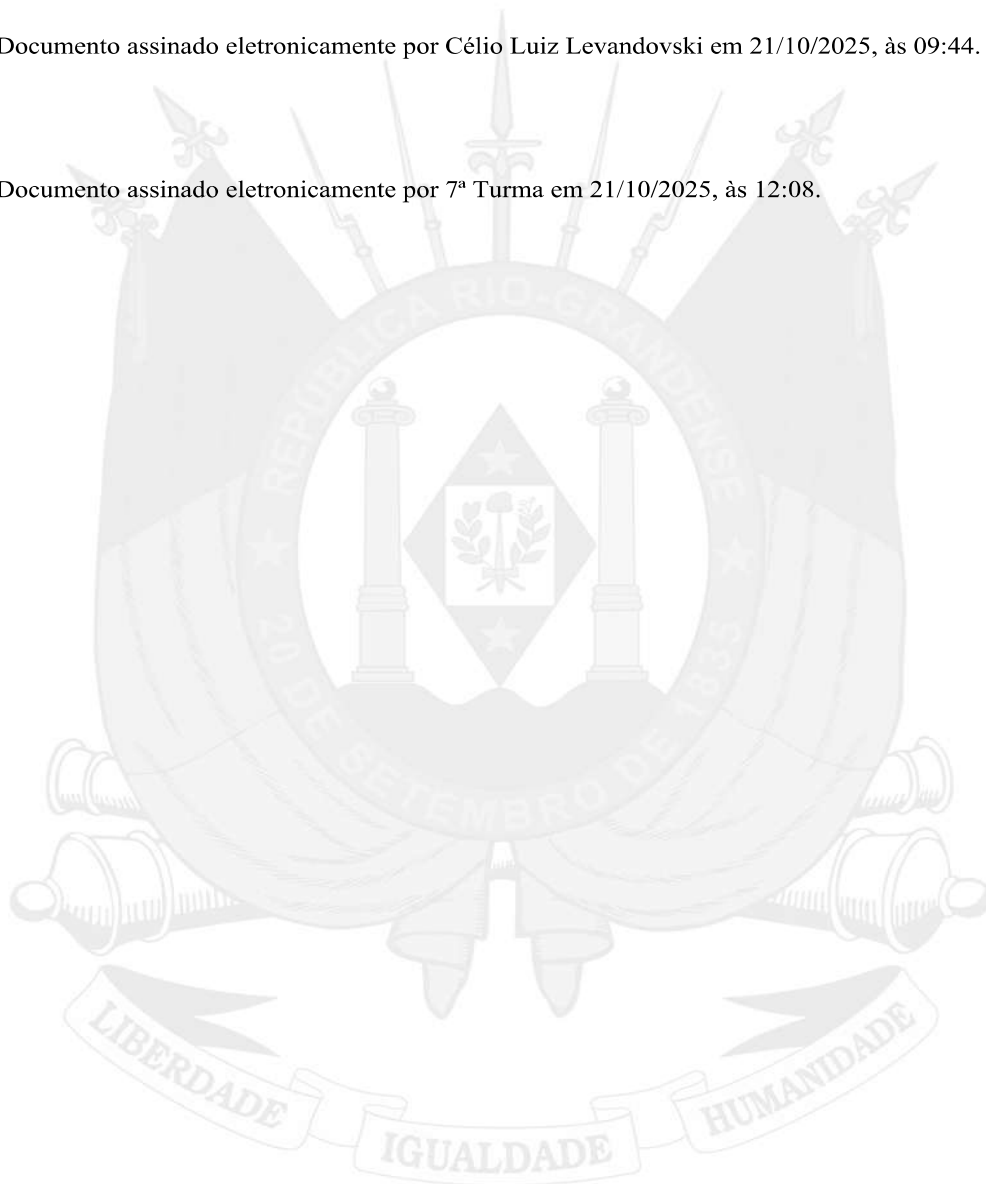 Documento assinado eletronicamente por Célio Luiz Levandovski em 21/10/2025, às 09:44.
Documento assinado eletronicamente por 7ª Turma em 21/10/2025, às 12:08.
REPÚBLICA RIO-GRANDENSE
20 DE SETEMBRO DE 1835
LIBERDADE
IGUALDADE
HUMANIDADE